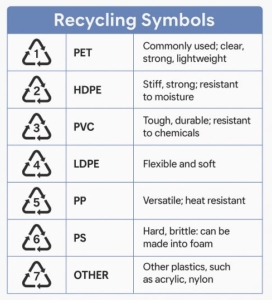 Recycling Symbols
1 PET Commonly used; clear,
strong, lightweight
2 HDPE Stiff, strong; resistant
to moisture
3 PVC Tough, durable; resistant
to chemicals
4 LDPE Flexible and soft
5 PP Versatile; heat resistant
6 PS Hard, brittle: can be
made into foam
7 OTHER Other plastics, such
as acrylic, nylon